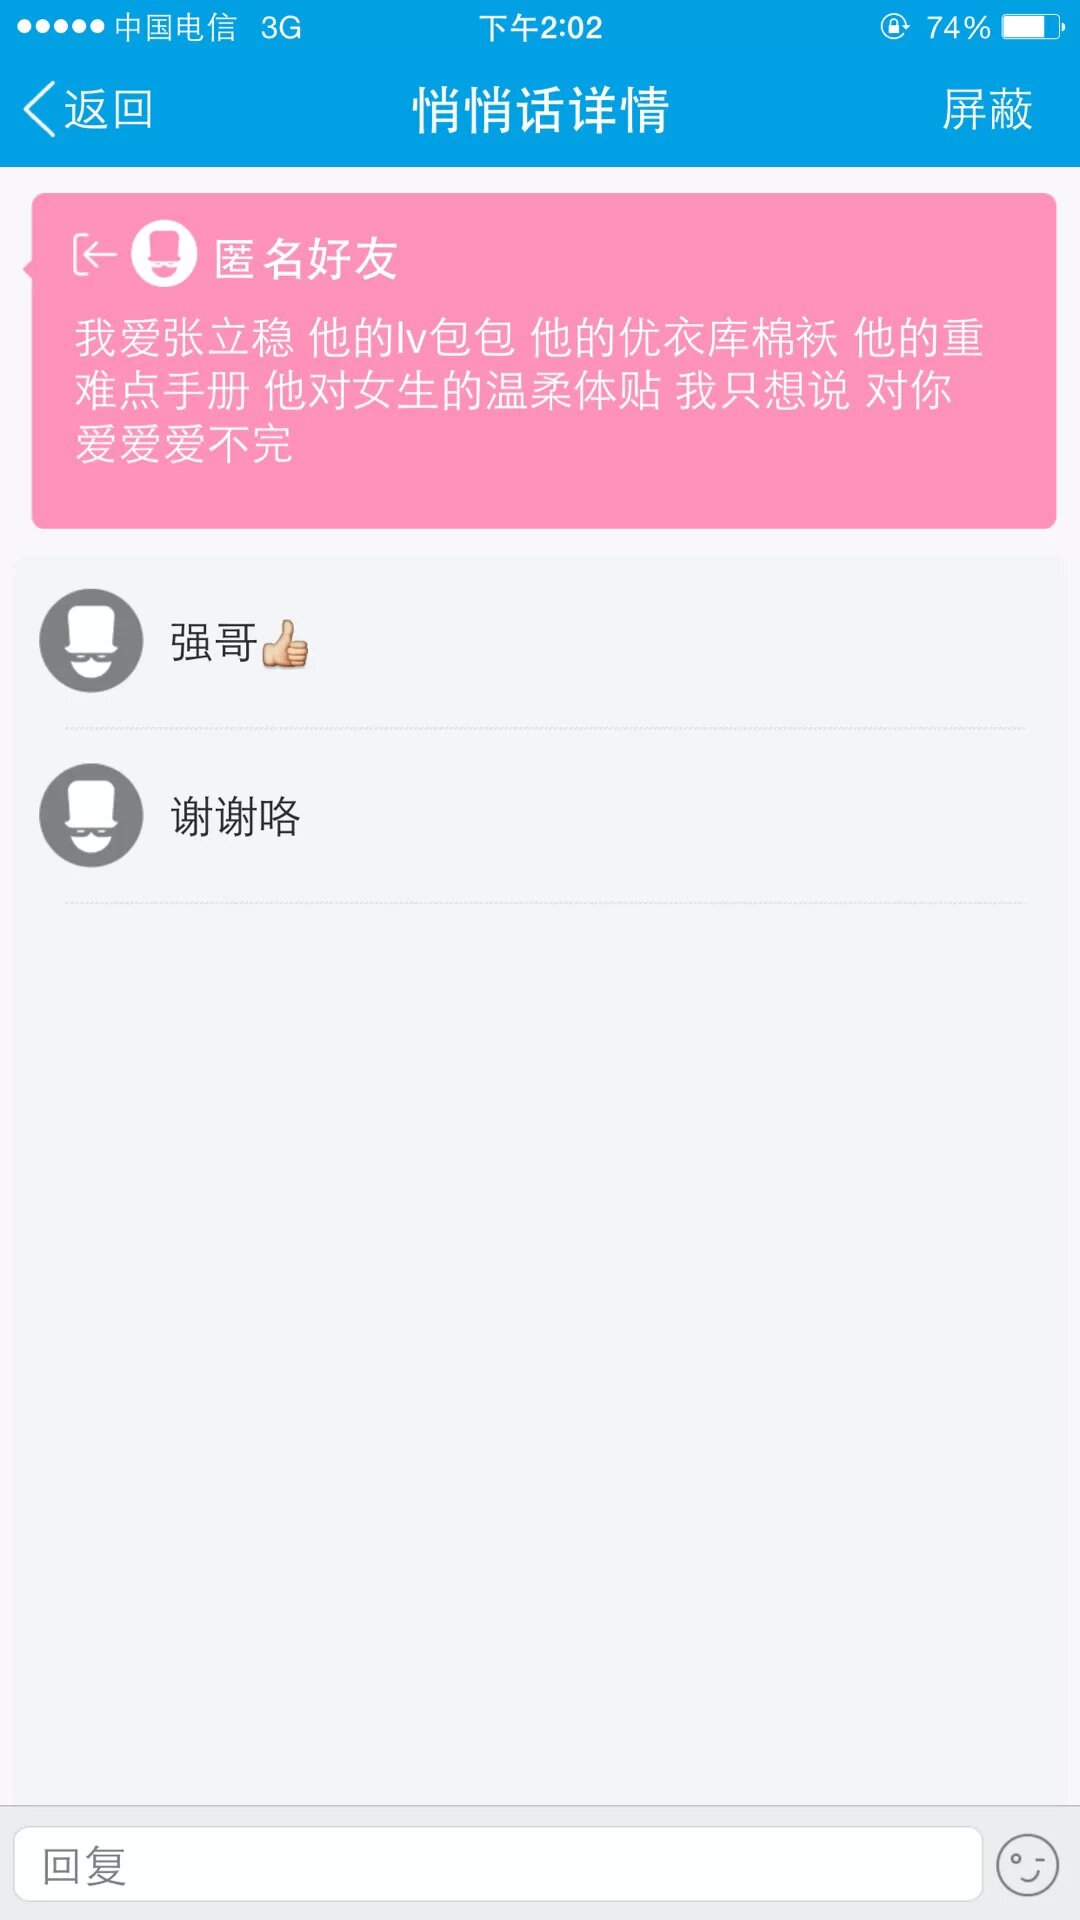 中国电信 3G 下午2:02 74%
返回 悄悄话详情 屏蔽
匿名好友
我爱张立稳 他的lv包包 他的优衣库棉袄 他的重
难点手册 他对女生的温柔体贴 我只想说 对你
爱爱爱不完
强哥👍
谢谢咯
回复